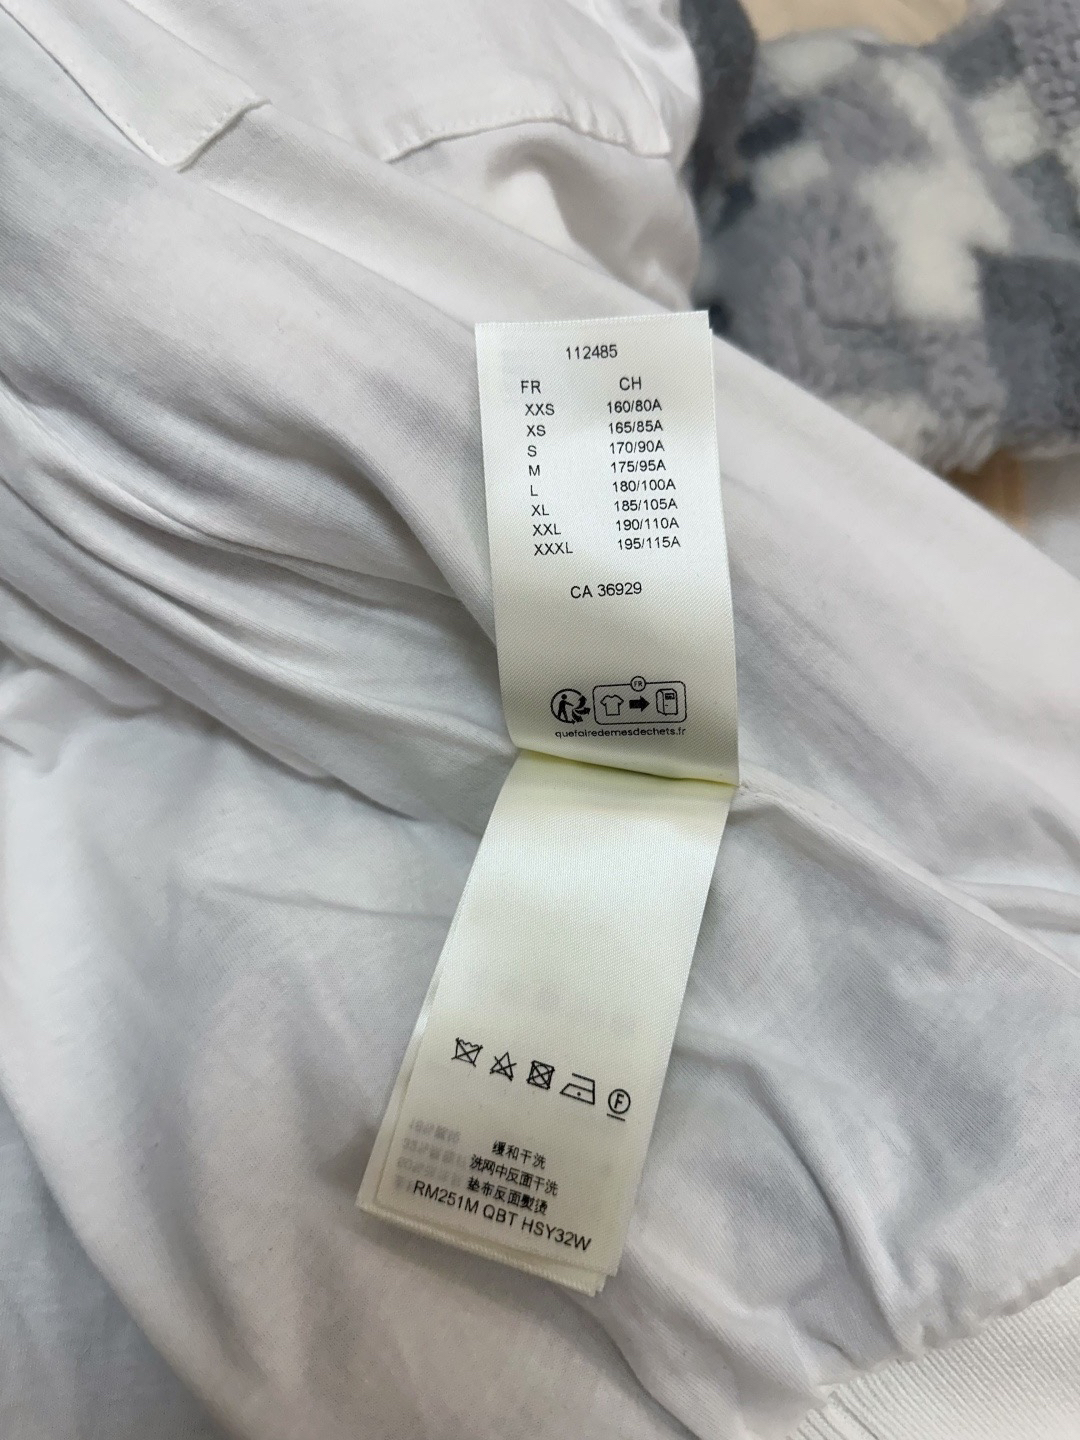 112485
FR CH
XXS 160/80A
XS 165/85A
S 170/90A
M 175/95A
L 180/100A
XL 185/105A
XXL 190/110A
XXXL 195/115A
CA 36929
FR
quefairedemesdechets.fr
F
缓和干洗
洗网中反面干洗
垫布反面熨烫
RM251M QBT HSY32W